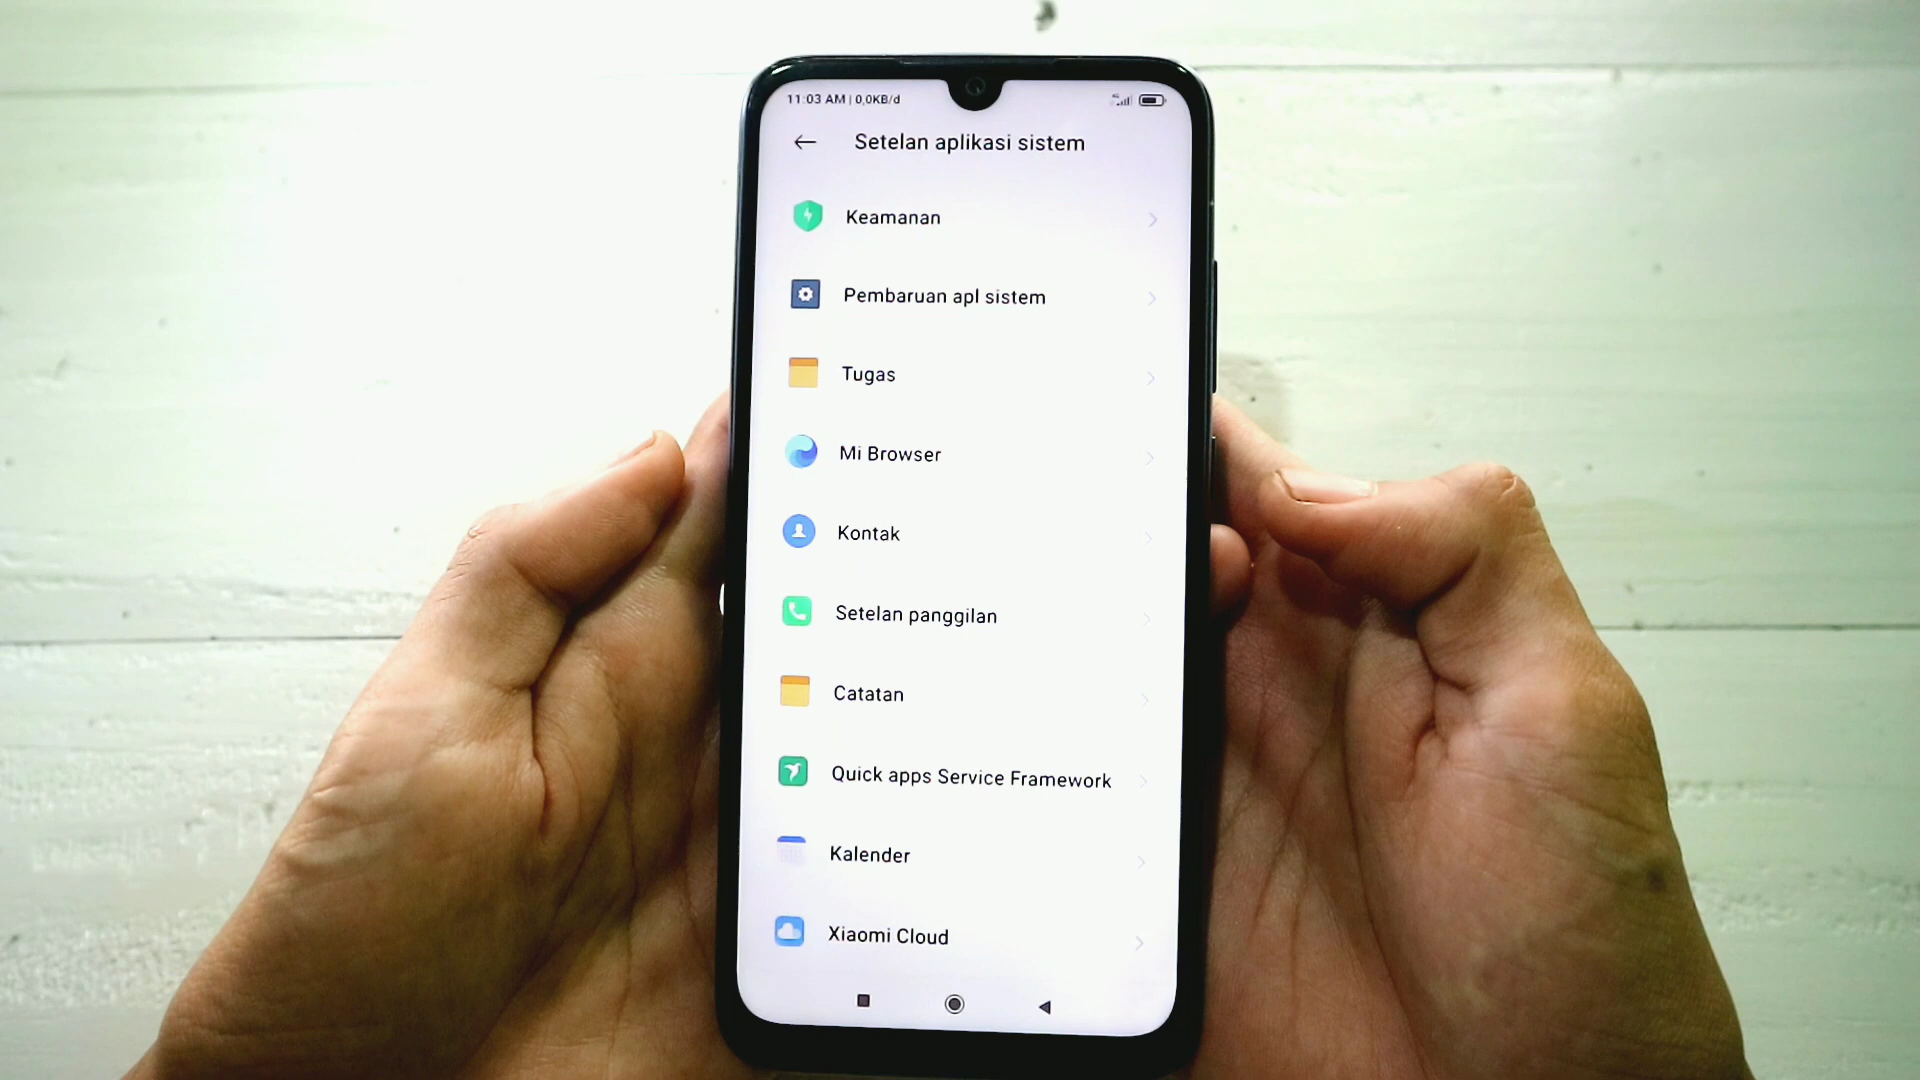 11:03 AM | 0,0KB/d
Setelan aplikasi sistem
Keamanan
Pembaruan apl sistem
Tugas
Mi Browser
Kontak
Setelan panggilan
Catatan
Quick apps Service Framework
Kalender
Xiaomi Cloud